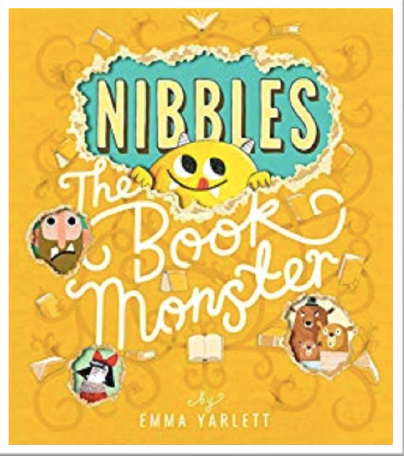 NIBBLES
The
Book
Monster
by
EMMA YARLETT